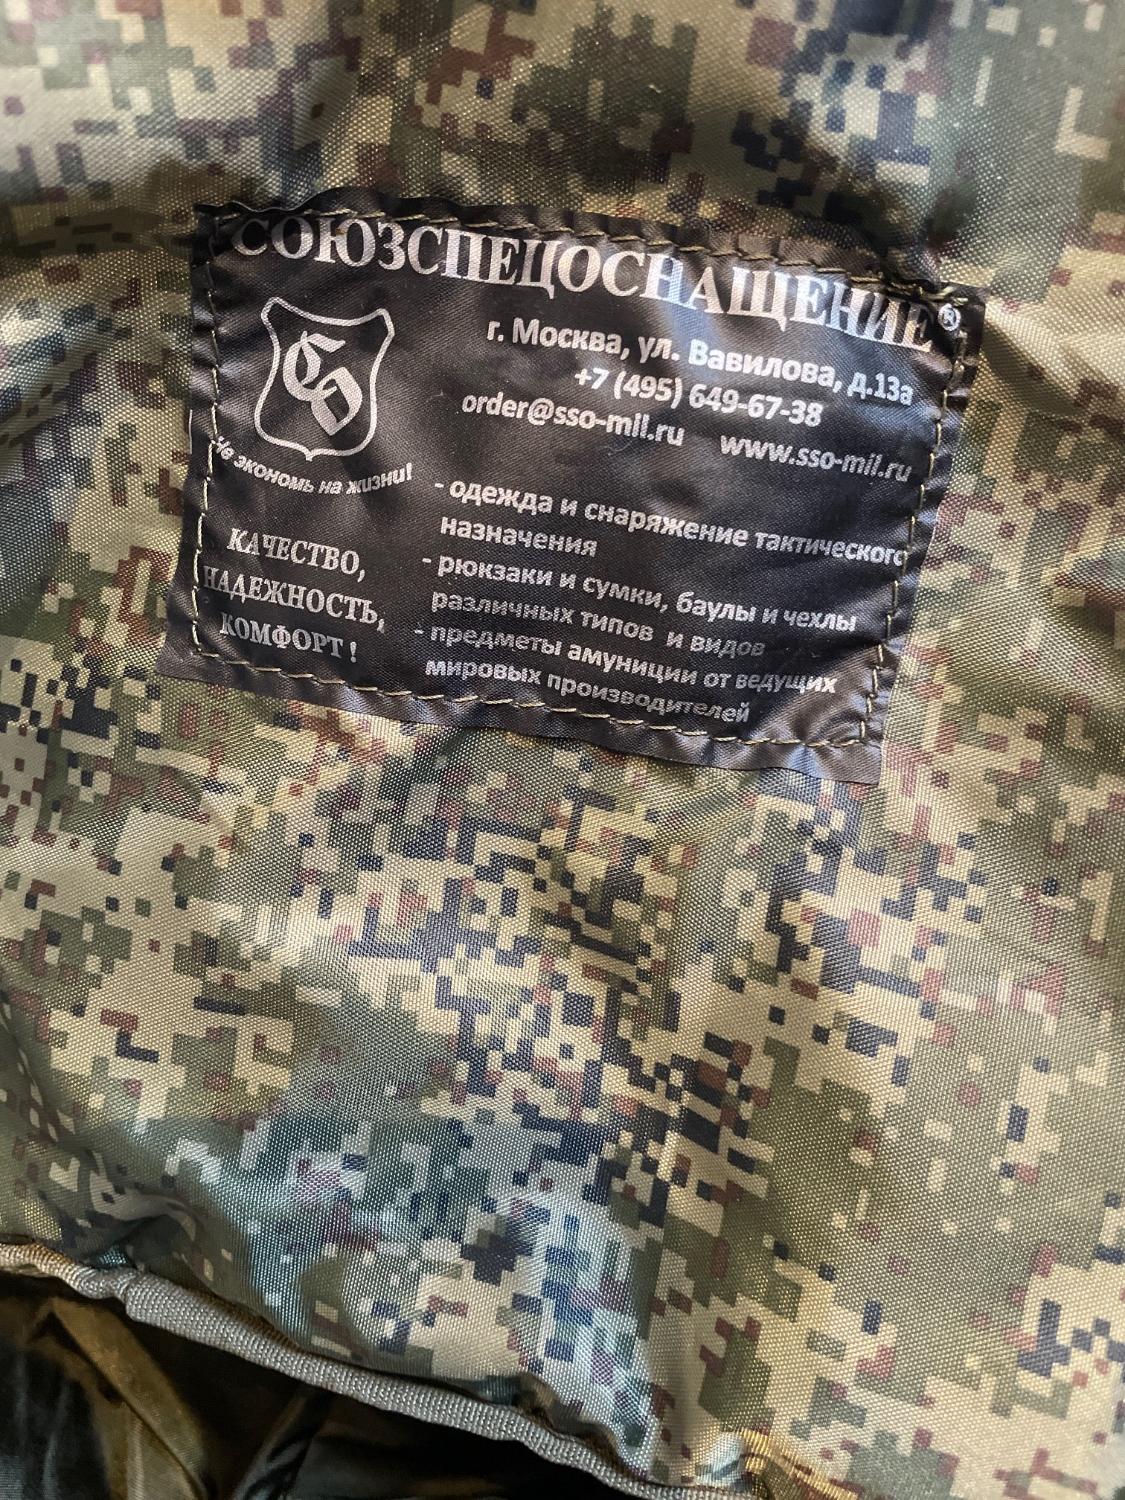 СОЮЗСПЕЦОСНАЩЕНИЕ®
г. Москва, ул. Вавилова, д.13а
+7 (495) 649-67-38
order@sso-mil.ru www.sso-mil.ru
Не экономь на жизни!
КАЧЕСТВО,
НАДЕЖНОСТЬ,
КОМФОРТ!
- одежда и снаряжение тактического
назначения
- рюкзаки и сумки, баулы и чехлы
различных типов и видов
- предметы амуниции от ведущих
мировых производителей